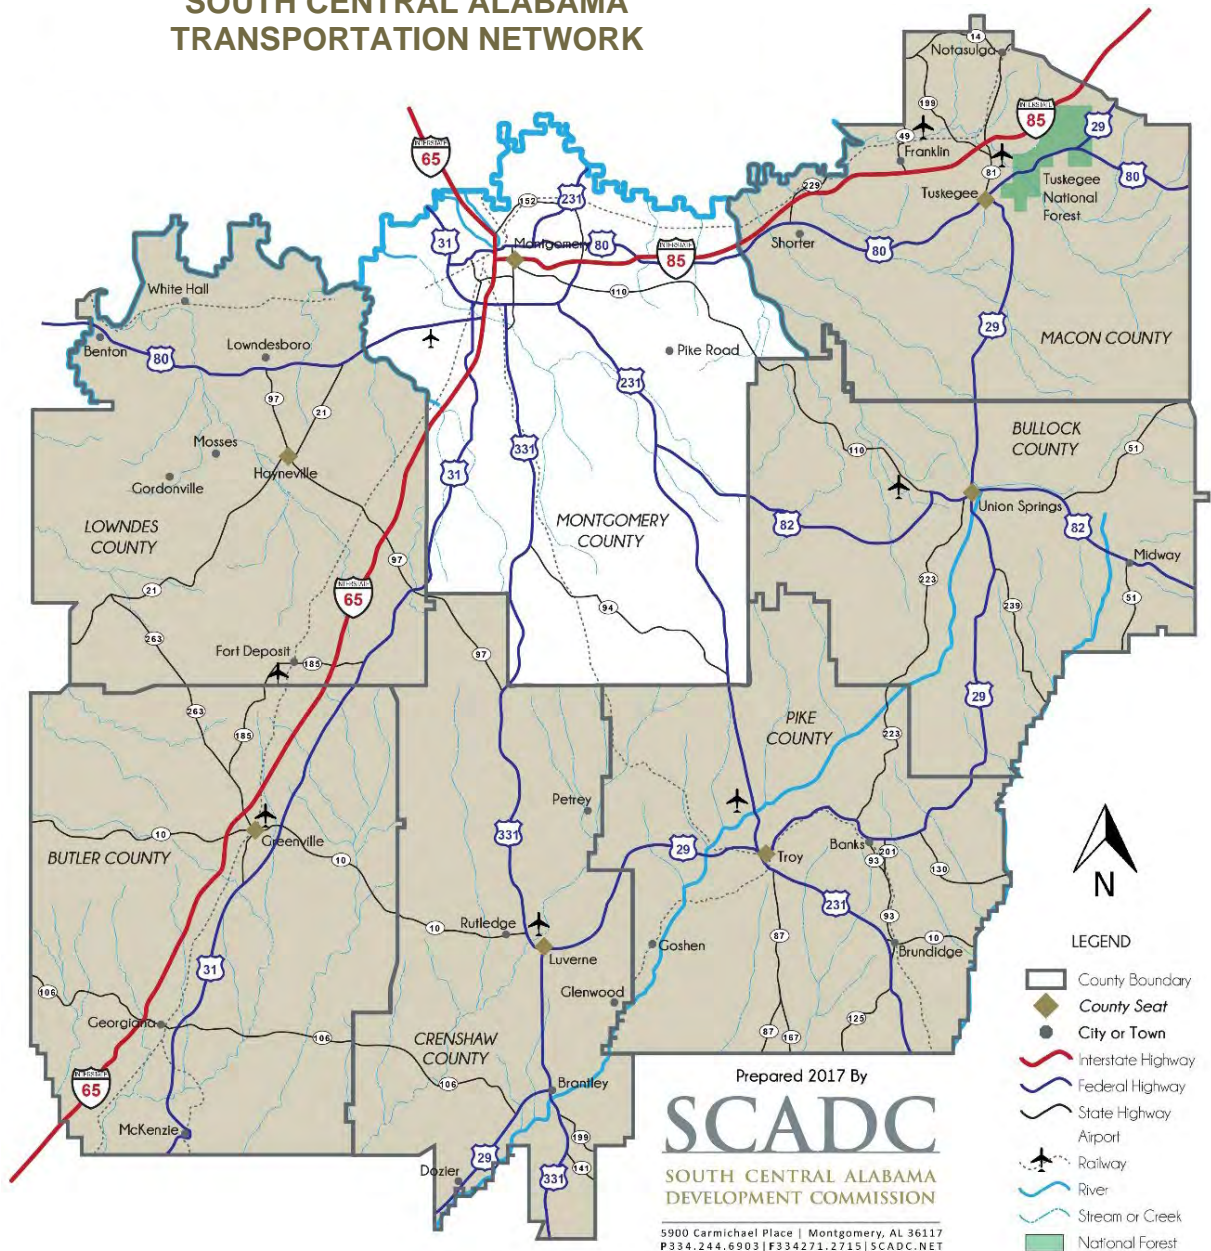 SOUTH CENTRAL ALABAMA
TRANSPORTATION NETWORK
14
Notasulga
199
INTERSTATE
85
29
49
Franklin
INTERSTATE
65
81
80
229
Tuskegee
Tuskegee
National
Forest
152
231
31
Montgomery
80
INTERSTATE
85
Shorter
80
110
White Hall
29
MACON COUNTY
Benton
80
Lowndesboro
Pike Road
231
97
21
BULLOCK
COUNTY
Mosses
Hayneville
Gordonville
331
31
110
51
LOWNDES
COUNTY
MONTGOMERY
COUNTY
82
Union Springs
82
Midway
97
21
INTERSTATE
65
94
223
239
51
263
Fort Deposit
185
97
263
185
29
PIKE
COUNTY
223
Petrey
331
10
Greenville
BUTLER COUNTY
10
29
Troy
Banks
201
93
130
231
Rutledge
10
Luverne
87
93
10
Goshen
Brundidge
31
Glenwood
106
Georgiana
106
CRENSHAW
COUNTY
87
167
125
106
Brantley
INTERSTATE
65
McKenzie
199
29
141
Dozier
331
N
LEGEND
County Boundary
County Seat
City or Town
Interstate Highway
Federal Highway
State Highway
Airport
Railway
River
Stream or Creek
National Forest
Prepared 2017 By
SCADC
SOUTH CENTRAL ALABAMA
DEVELOPMENT COMMISSION
5900 Carmichael Place | Montgomery, AL 36117
P334.244.6903|F334271.2715|SCADC.NET